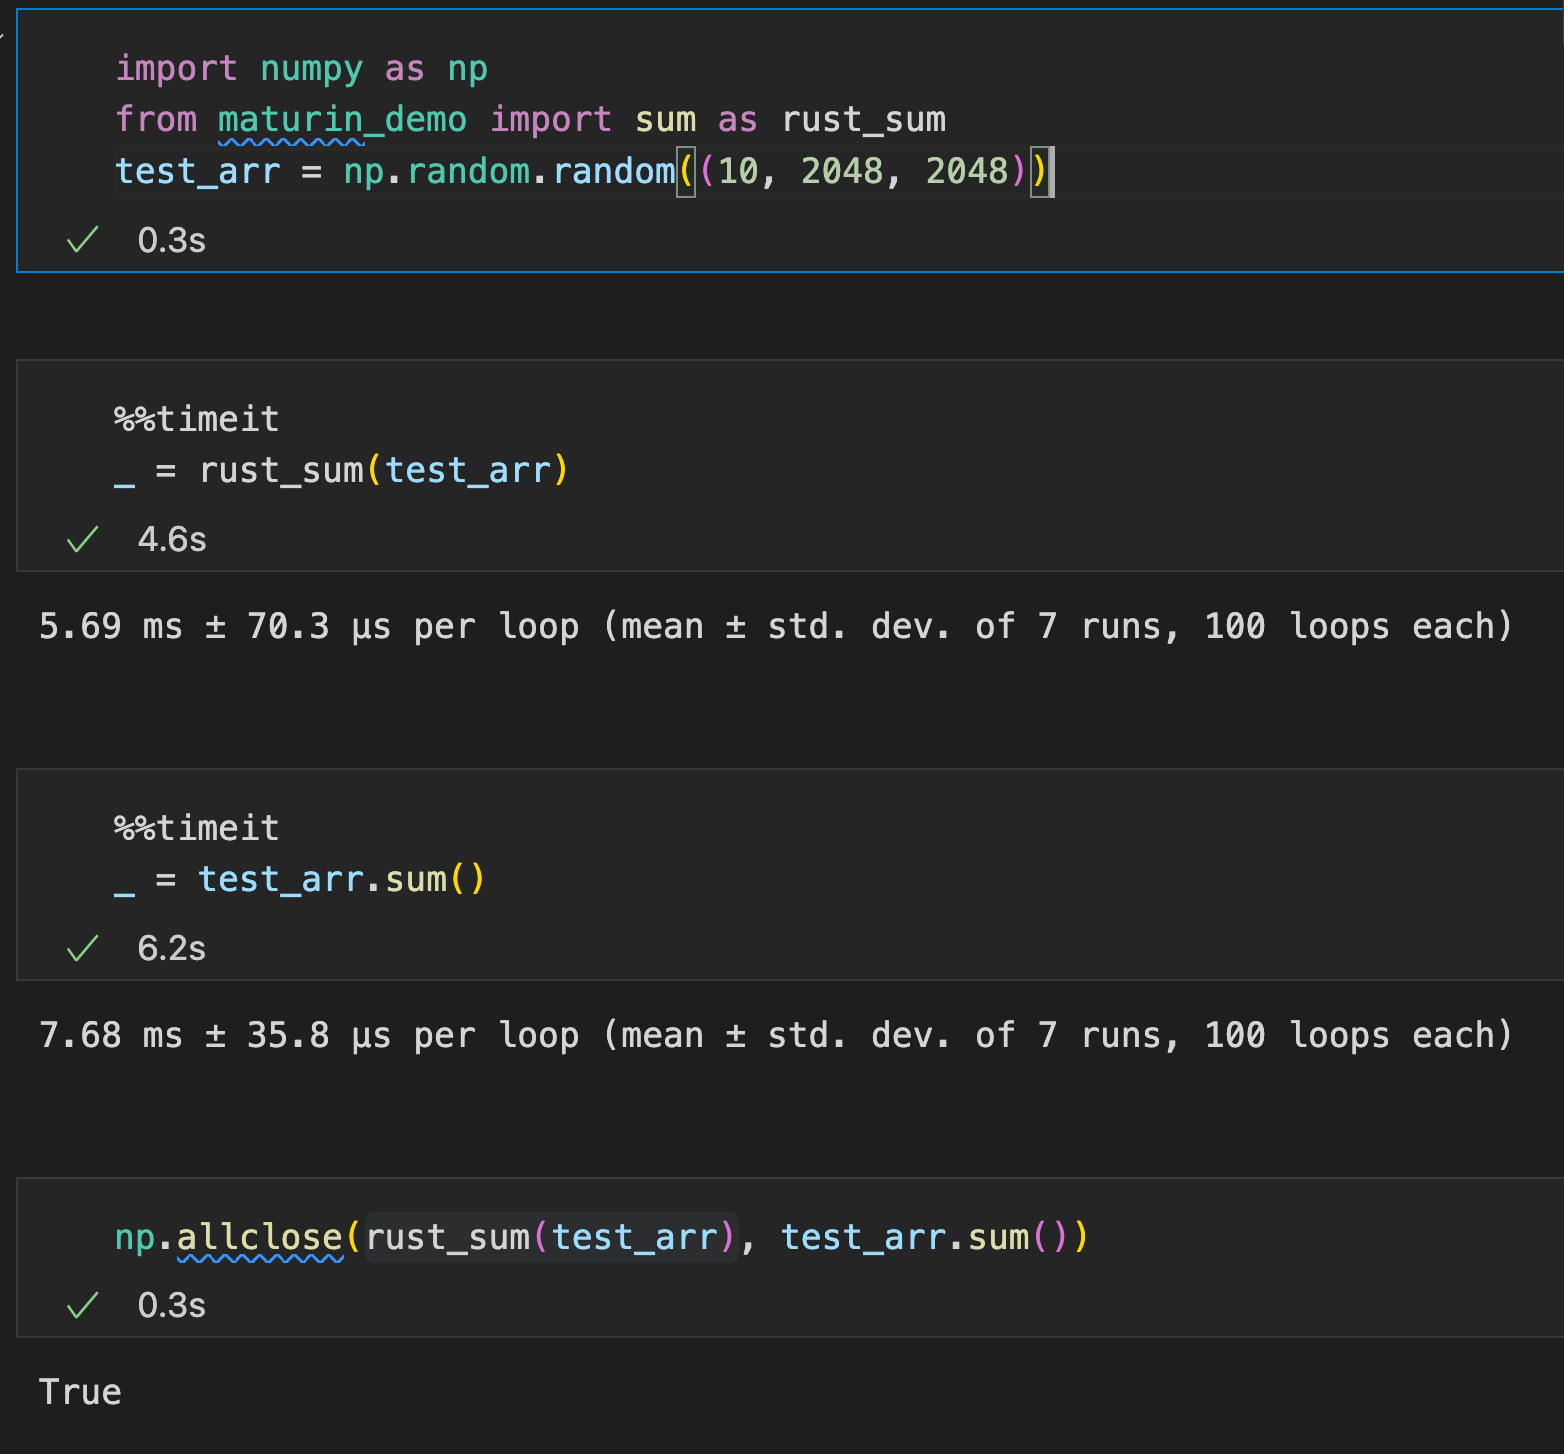 import numpy as np
from maturin_demo import sum as rust_sum
test_arr = np.random.random((10, 2048, 2048))
0.3s
%%timeit
_ = rust_sum(test_arr)
4.6s
5.69 ms ± 70.3 µs per loop (mean ± std. dev. of 7 runs, 100 loops each)
%%timeit
_ = test_arr.sum()
6.2s
7.68 ms ± 35.8 µs per loop (mean ± std. dev. of 7 runs, 100 loops each)
np.allclose(rust_sum(test_arr), test_arr.sum())
0.3s
True